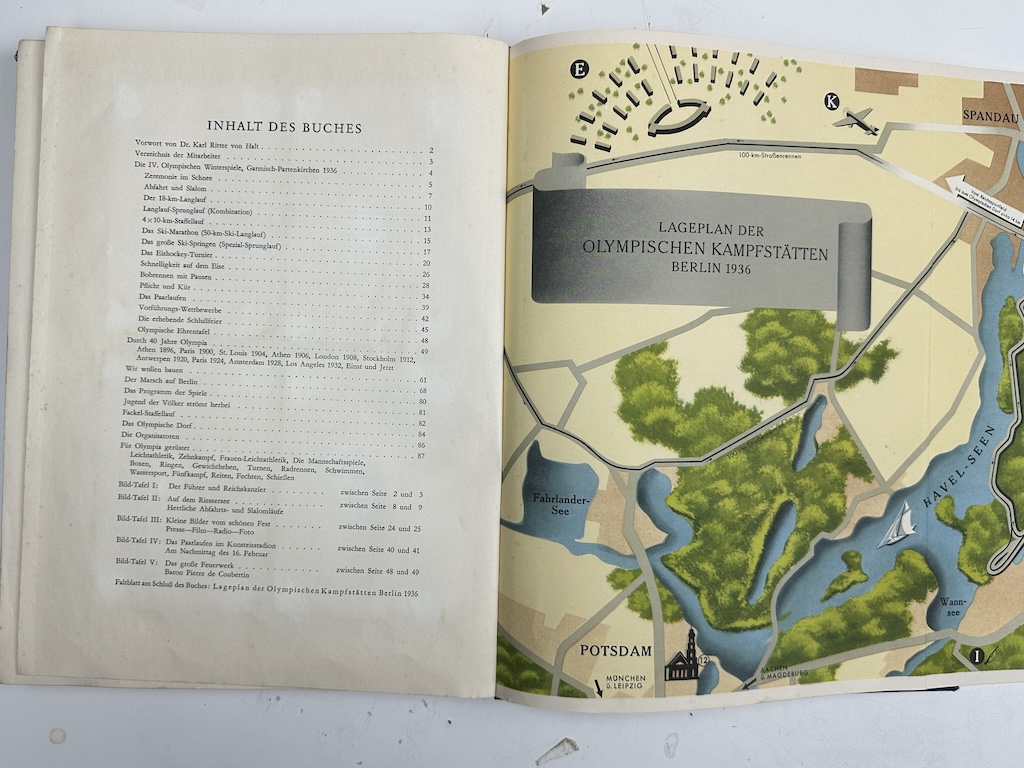 INHALT DES BUCHES
Vorwort von Dr. Karl Ritter von Halt . . . 2
Verzeichnis der Mitarbeiter . . . 3
Die IV. Olympischen Winterspiele, Garmisch-Partenkirchen 1936 . . . 4
Zeremonie im Schnee . . . 5
Abfahrt und Slalom . . . 7
Der 18-km-Langlauf . . . 10
Langlauf-Sprunglauf (Kombination) . . . 11
4×10-km-Staffellauf . . . 13
Das Ski-Marathon (50-km-Ski-Langlauf) . . . 15
Das große Ski-Springen (Spezial-Sprunglauf) . . . 17
Das Eishockey-Turnier . . . 20
Schnelligkeit auf dem Eise . . . 26
Bobrennen mit Pausen . . . 28
Pflicht und Kür . . . 34
Das Paarlaufen . . . 39
Vorführungs-Wettbewerbe . . . 42
Die erhebende Schlußfeier . . . 45
Olympische Ehrentafel . . . 48
Durch 40 Jahre Olympia . . . 49
Athen 1896, Paris 1900, St. Louis 1904, Athen 1906, London 1908, Stockholm 1912,
Antwerpen 1920, Paris 1924, Amsterdam 1928, Los Angeles 1932, Einst und Jetzt
Wir wollen bauen . . . 61
Der Marsch auf Berlin . . . 68
Das Programm der Spiele . . . 80
Jugend der Völker strömt herbei . . . 81
Fackel-Staffellauf . . . 82
Das Olympische Dorf . . . 84
Die Organisatoren . . . 86
Für Olympia gerüstet . . . 87
Leichtathletik, Zehnkampf, Frauen-Leichtathletik, Die Mannschaftsspiele,
Boxen, Ringen, Gewichtheben, Turnen, Radrennen, Schwimmen,
Wassersport, Fünfkampf, Reiten, Fechten, Schießen
Bild-Tafel I: Der Führer und Reichskanzler . . . zwischen Seite 2 und 3
Bild-Tafel II: Auf dem Riessersee . . . zwischen Seite 8 und 9
Herrliche Abfahrts- und Slalomläufe
Bild-Tafel III: Kleine Bilder vom schönen Fest . . . zwischen Seite 24 und 25
Presse—Film—Radio—Foto
Bild-Tafel IV: Das Paarlaufen im Kunsteisstadion . . . zwischen Seite 40 und 41
Am Nachmittag des 16. Februar
Bild-Tafel V: Das große Feuerwerk . . . zwischen Seite 48 und 49
Baron Pierre de Coubertin
Faltblatt am Schluß des Buches: Lageplan der Olympischen Kampfstätten Berlin 1936
E
K
SPANDAU
100-km-Straßenrennen
LAGEPLAN DER
OLYMPISCHEN KAMPFSTÄTTEN
BERLIN 1936
HAVEL-SEEN
Fahrlander-
See
Wann-
see
I
POTSDAM
12
MÜNCHEN
ü. LEIPZIG
AACHEN
ü. MAGDEBURG